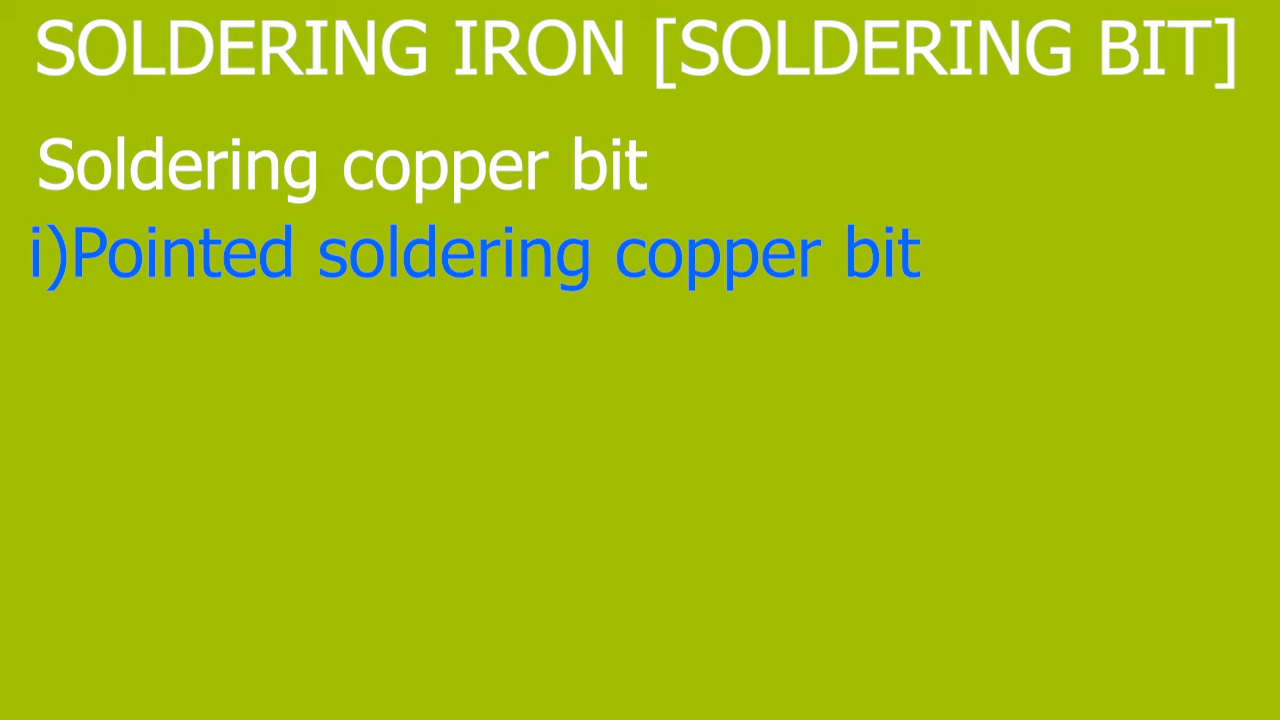 SOLDERING IRON [SOLDERING BIT]
Soldering copper bit
i)Pointed soldering copper bit